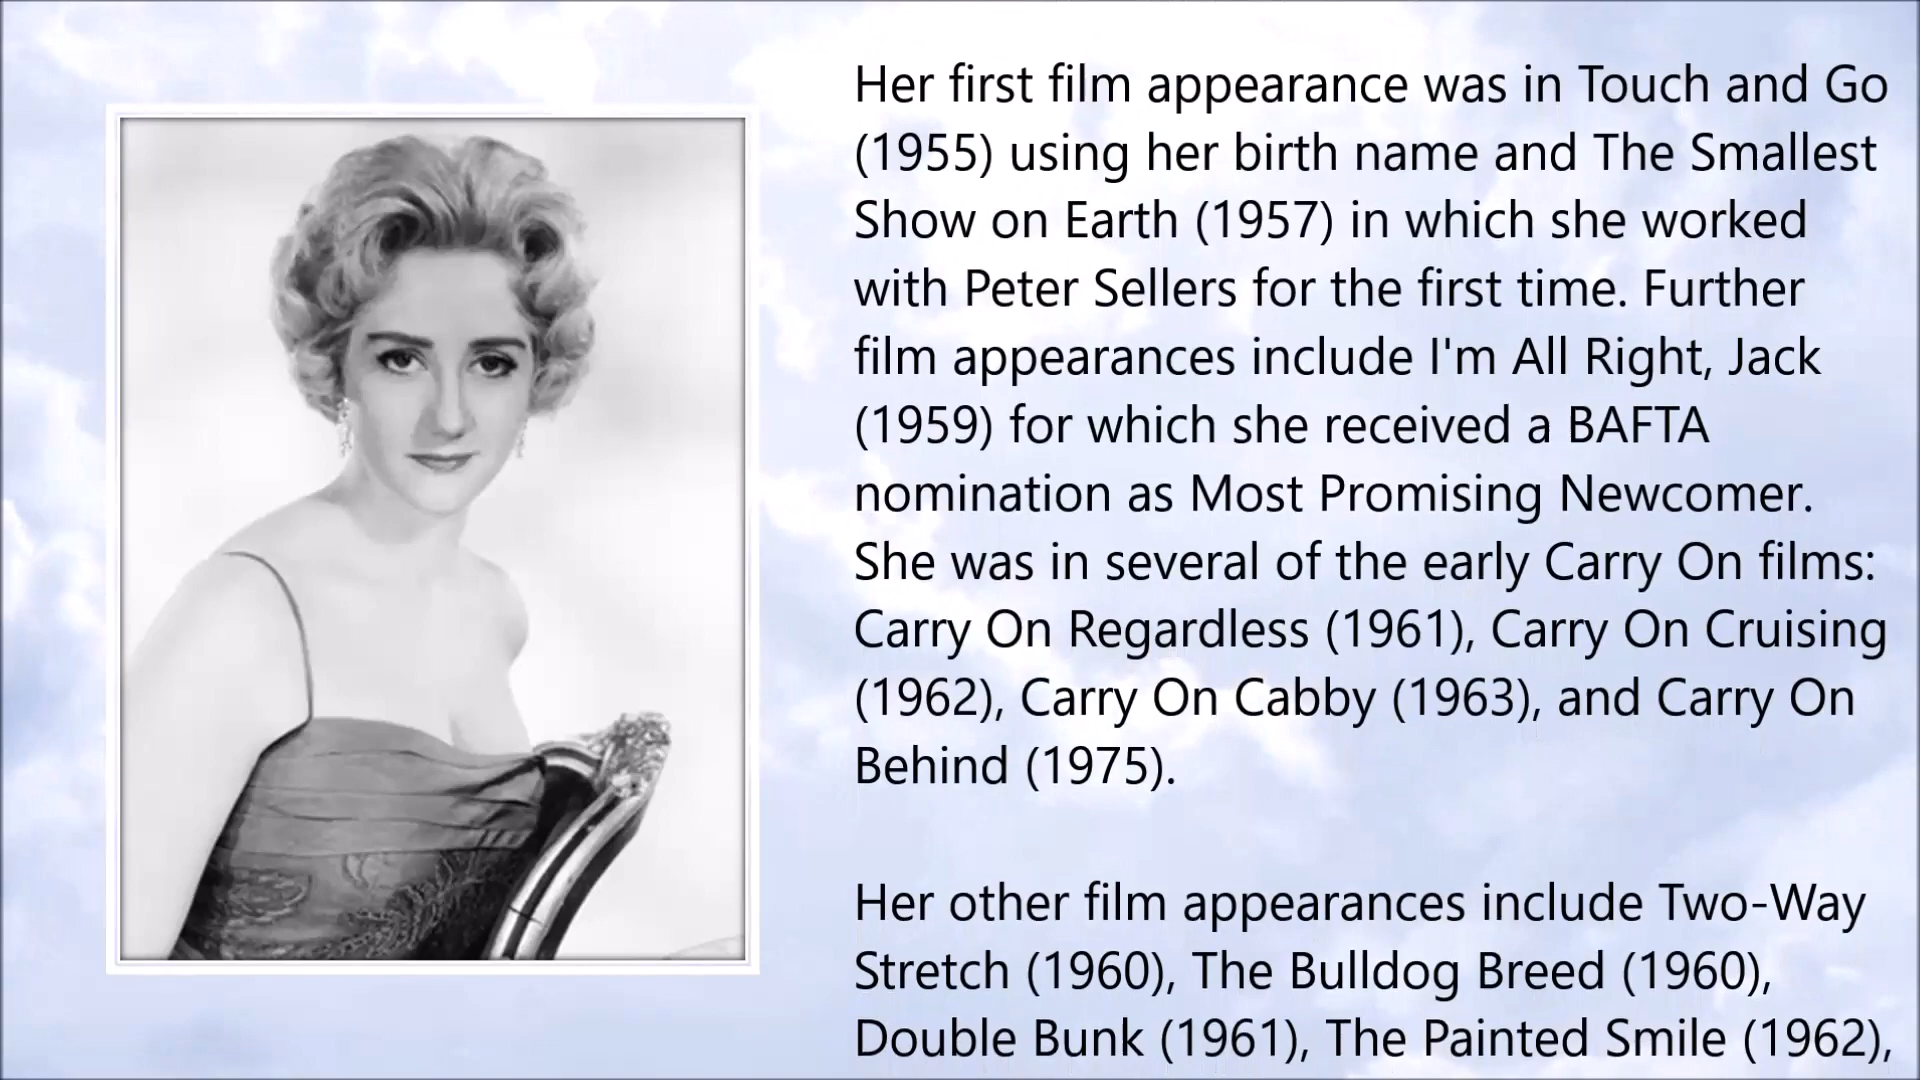 Her first film appearance was in Touch and Go
(1955) using her birth name and The Smallest
Show on Earth (1957) in which she worked
with Peter Sellers for the first time. Further
film appearances include I'm All Right, Jack
(1959) for which she received a BAFTA
nomination as Most Promising Newcomer.
She was in several of the early Carry On films:
Carry On Regardless (1961), Carry On Cruising
(1962), Carry On Cabby (1963), and Carry On
Behind (1975).
Her other film appearances include Two-Way
Stretch (1960), The Bulldog Breed (1960),
Double Bunk (1961), The Painted Smile (1962),